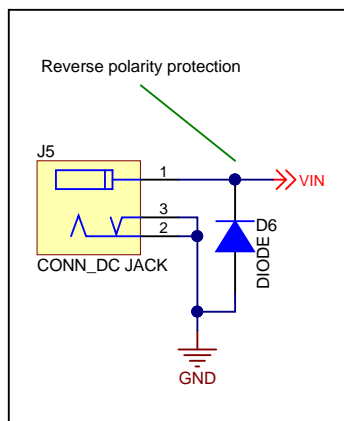 Reverse polarity protection
J5
1
VIN
3
2
D6
DIODE
CONN_DC JACK
GND